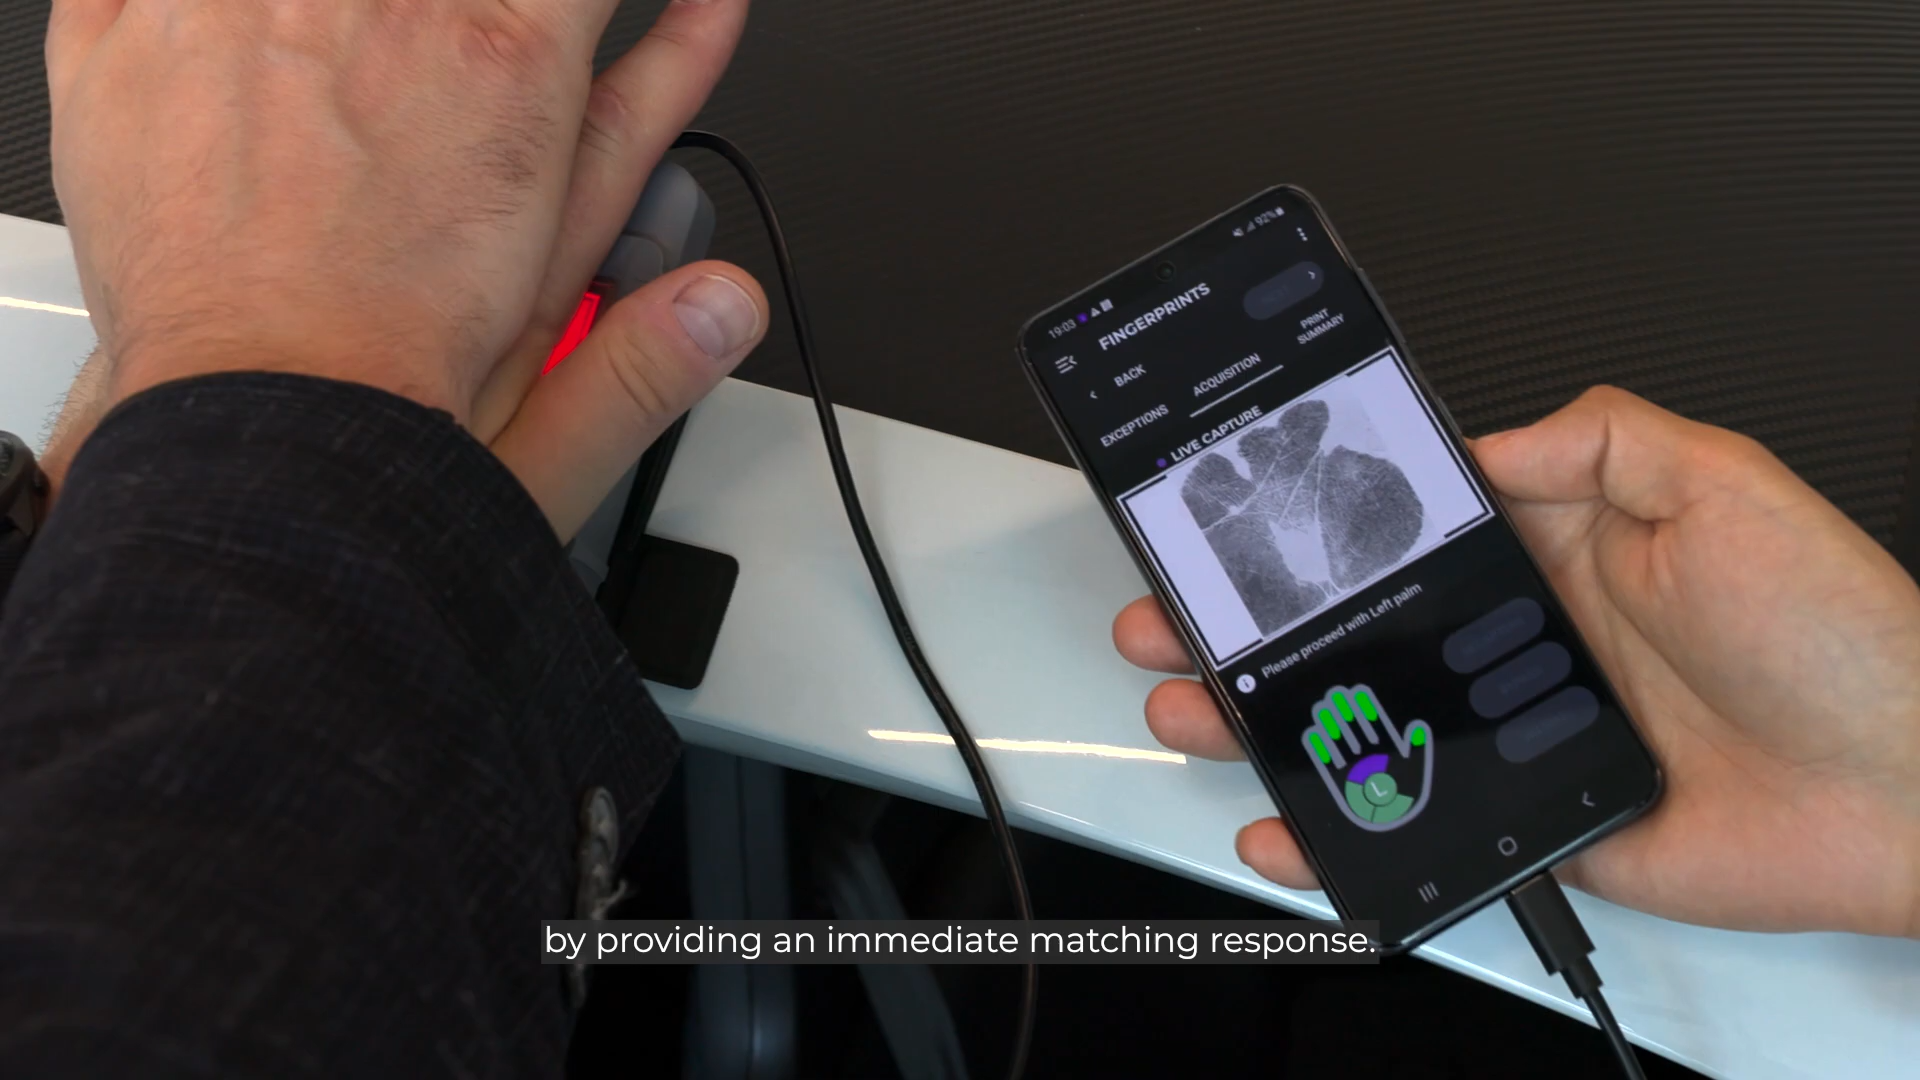 19:03
92%
FINGERPRINTS
BACK
EXCEPTIONS
ACQUISITION
PRINT
SUMMARY
LIVE CAPTURE
Please proceed with Left palm
L
by providing an immediate matching response.